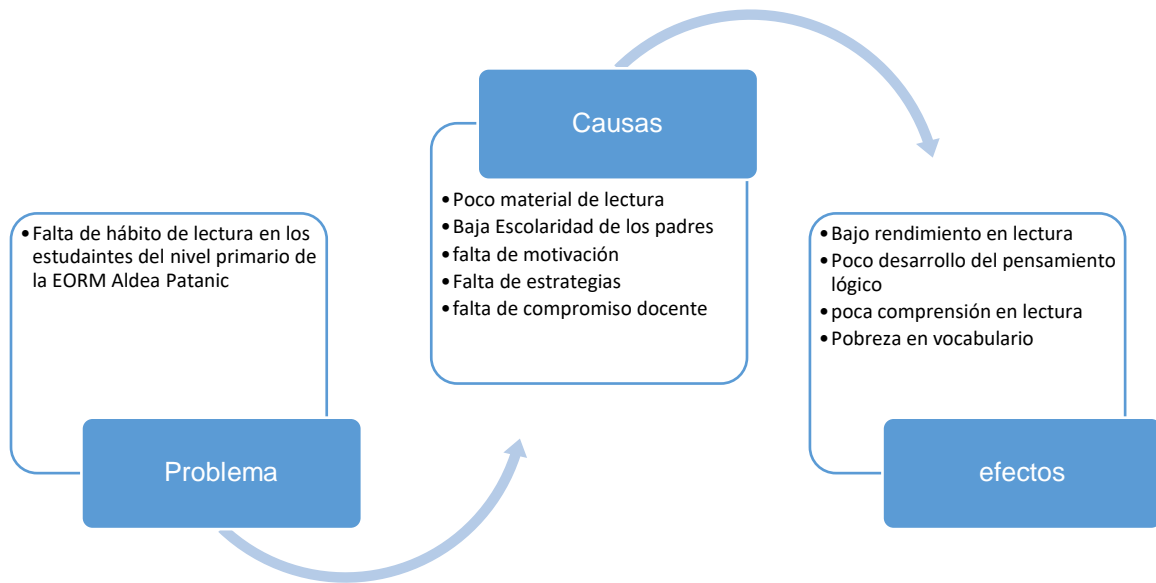 • Falta de hábito de lectura en los
estudaintes del nivel primario de
la EORM Aldea Patanic
Problema
Causas
• Poco material de lectura
• Baja Escolaridad de los padres
• falta de motivación
• Falta de estrategias
• falta de compromiso docente
• Bajo rendimiento en lectura
• Poco desarrollo del pensamiento
lógico
• poca comprensión en lectura
• Pobreza en vocabulario
efectos